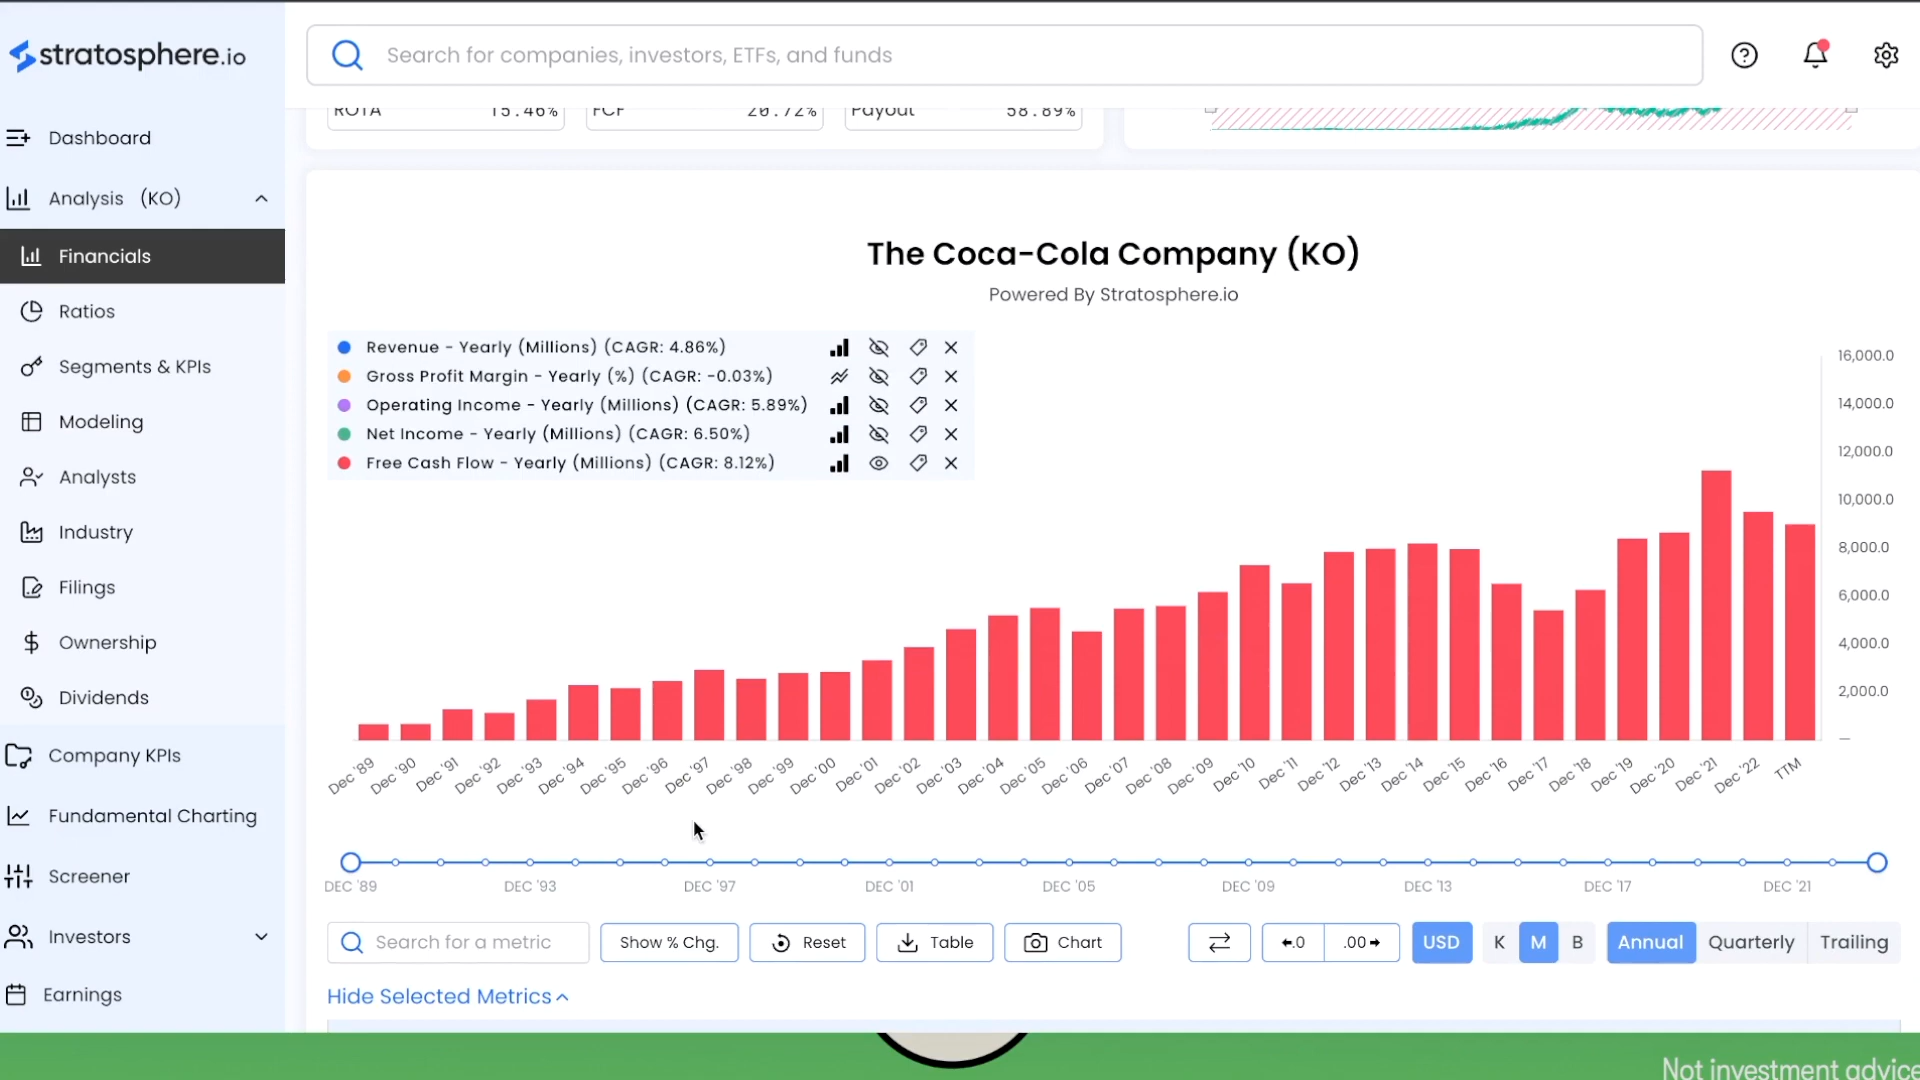 stratosphere.io
Search for companies, investors, ETFs, and funds
ROTA 15.46% FCF 20.72% Payout 58.89%
Dashboard
Analysis (KO)
Financials
Ratios
Segments & KPIs
Modeling
Analysts
Industry
Filings
Ownership
Dividends
Company KPIs
Fundamental Charting
Screener
Investors
Earnings
The Coca-Cola Company (KO)
Powered By Stratosphere.io
Revenue - Yearly (Millions) (CAGR: 4.86%)
Gross Profit Margin - Yearly (%) (CAGR: -0.03%)
Operating Income - Yearly (Millions) (CAGR: 5.89%)
Net Income - Yearly (Millions) (CAGR: 6.50%)
Free Cash Flow - Yearly (Millions) (CAGR: 8.12%)
16,000.0
14,000.0
12,000.0
10,000.0
8,000.0
6,000.0
4,000.0
2,000.0
—
Dec '89 Dec '90 Dec '91 Dec '92 Dec '93 Dec '94 Dec '95 Dec '96 Dec '97 Dec '98 Dec '99 Dec '00 Dec '01 Dec '02 Dec '03 Dec '04 Dec '05 Dec '06 Dec '07 Dec '08 Dec '09 Dec '10 Dec '11 Dec '12 Dec '13 Dec '14 Dec '15 Dec '16 Dec '17 Dec '18 Dec '19 Dec '20 Dec '21 Dec '22 TTM
DEC '89 DEC '93 DEC '97 DEC '01 DEC '05 DEC '09 DEC '13 DEC '17 DEC '21
Search for a metric Show % Chg. Reset Table Chart .0 .00 USD K M B Annual Quarterly Trailing
Hide Selected Metrics
Not investment advice